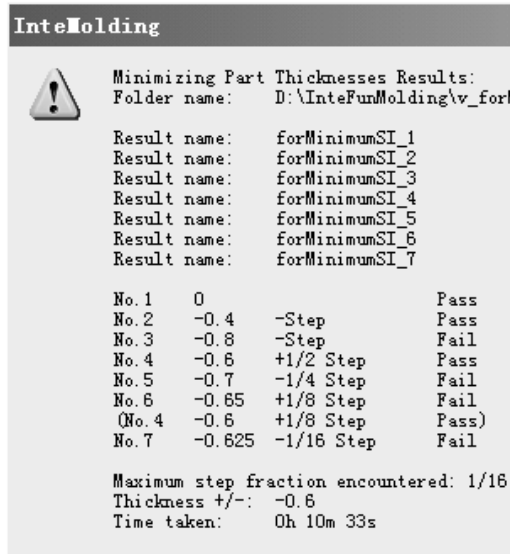 InteMolding
Minimizing Part Thicknesses Results:
Folder name: D:\InteFunMolding\v_for
Result name: forMinimumSI_1
Result name: forMinimumSI_2
Result name: forMinimumSI_3
Result name: forMinimumSI_4
Result name: forMinimumSI_5
Result name: forMinimumSI_6
Result name: forMinimumSI_7
No.1 0 Pass
No.2 -0.4 -Step Pass
No.3 -0.8 -Step Fail
No.4 -0.6 +1/2 Step Pass
No.5 -0.7 -1/4 Step Fail
No.6 -0.65 +1/8 Step Fail
(No.4 -0.6 +1/8 Step Pass)
No.7 -0.625 -1/16 Step Fail
Maximum step fraction encountered: 1/16
Thickness +/-: -0.6
Time taken: 0h 10m 33s